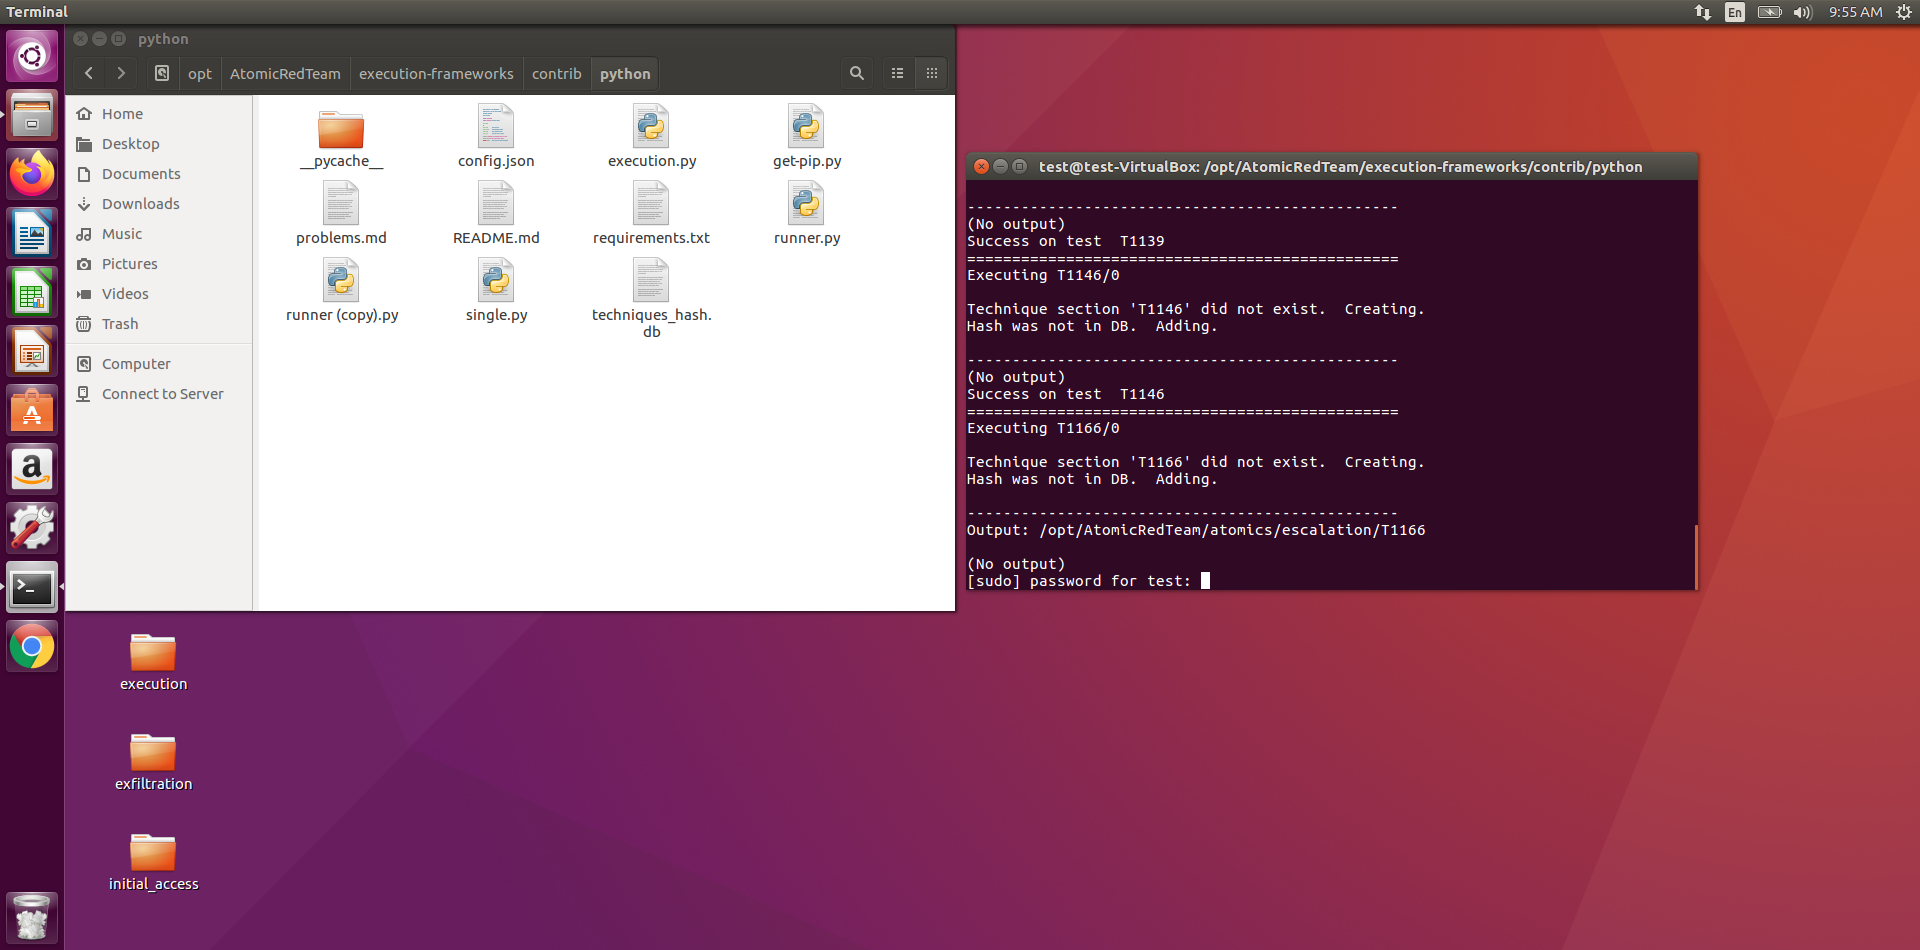 Terminal
En
9:55 AM
python
opt
AtomicRedTeam
execution-frameworks
contrib
python
Home
Desktop
Documents
Downloads
Music
Pictures
Videos
Trash
Computer
Connect to Server
__pycache__
config.json
execution.py
get-pip.py
problems.md
README.md
requirements.txt
runner.py
runner (copy).py
single.py
techniques_hash.
db
test@test-VirtualBox: /opt/AtomicRedTeam/execution-frameworks/contrib/python
------------------------------------------------
(No output)
Success on test  T1139
================================================
Executing T1146/0
Technique section 'T1146' did not exist.  Creating.
Hash was not in DB.  Adding.
------------------------------------------------
(No output)
Success on test  T1146
================================================
Executing T1166/0
Technique section 'T1166' did not exist.  Creating.
Hash was not in DB.  Adding.
------------------------------------------------
Output: /opt/AtomicRedTeam/atomics/escalation/T1166
(No output)
[sudo] password for test:
execution
exfiltration
initial_access